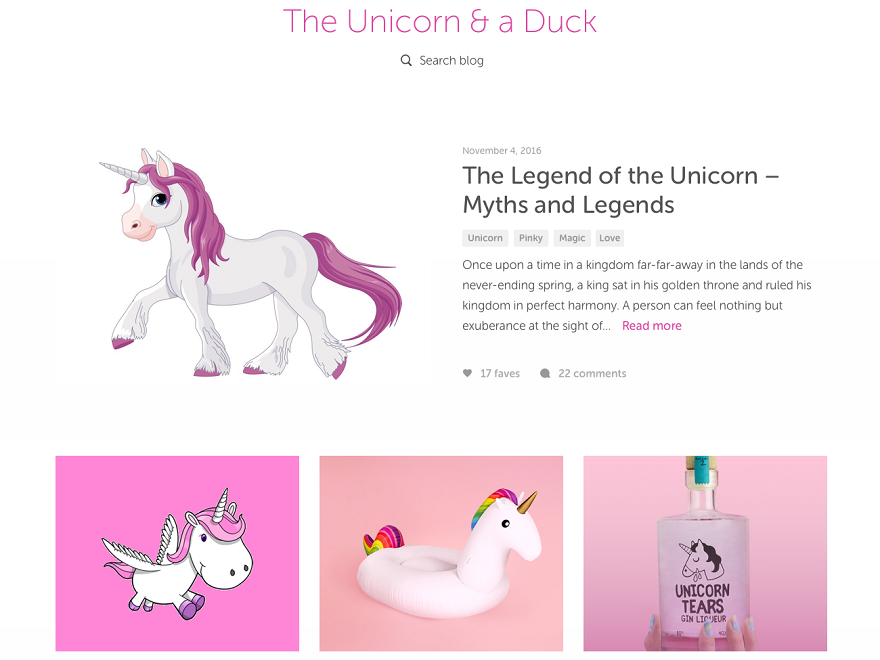 The Unicorn & a Duck
Search blog
November 4, 2016
The Legend of the Unicorn –
Myths and Legends
Unicorn Pinky Magic Love
Once upon a time in a kingdom far-far-away in the lands of the
never-ending spring, a king sat in his golden throne and ruled his
kingdom in perfect harmony. A person can feel nothing but
exuberance at the sight of... Read more
17 faves 22 comments
UNICORN
TEARS
GIN LIQUEUR